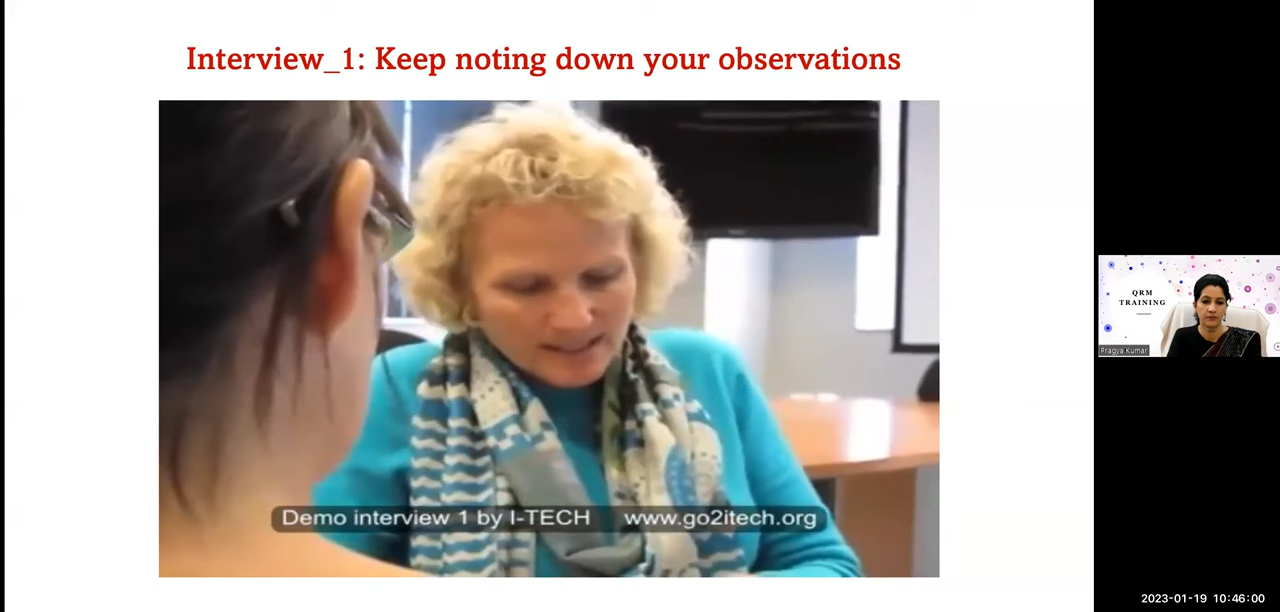 Interview_1: Keep noting down your observations
Demo interview 1 by I-TECH www.go2itech.org
QRM
TRAINING
Pragya Kumar
2023-01-19 10:46:00